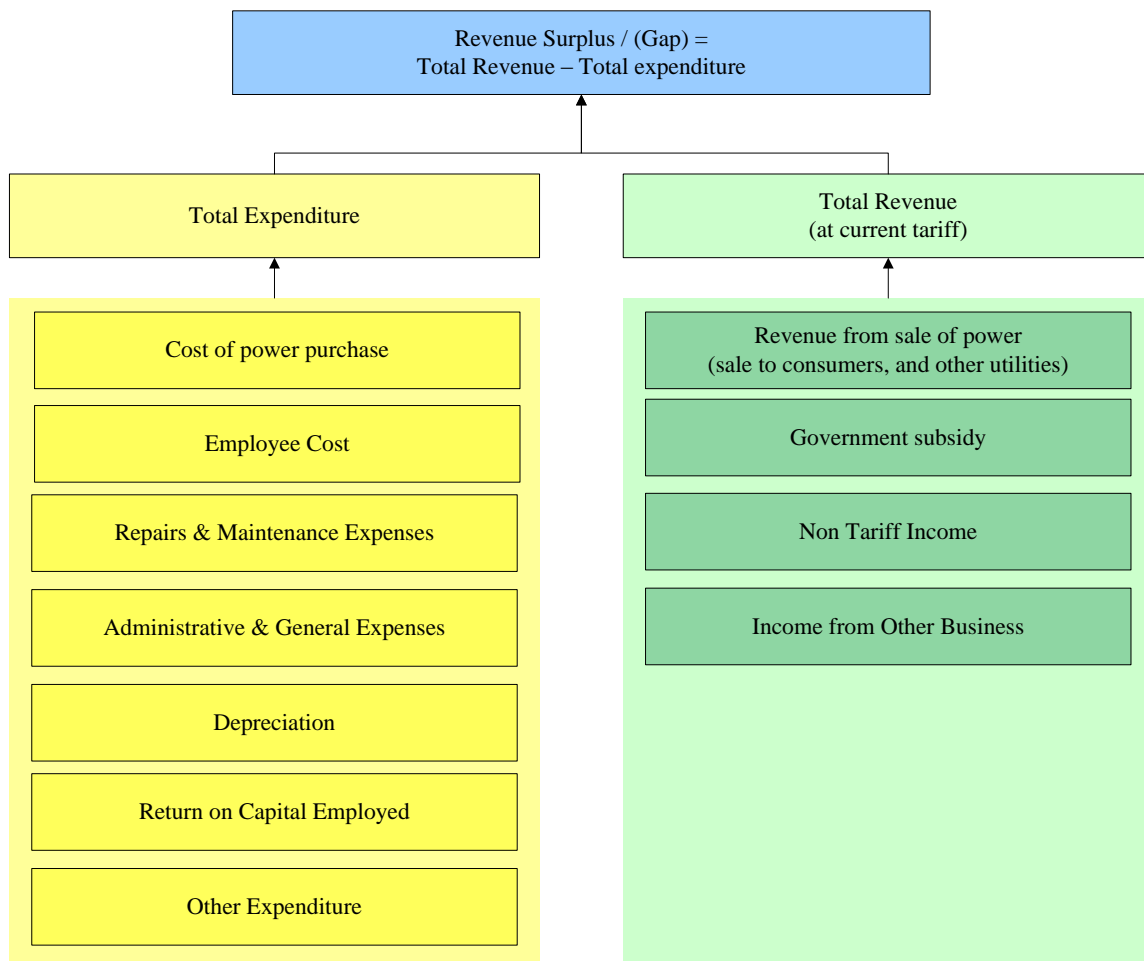 Revenue Surplus / (Gap) =
Total Revenue – Total expenditure
Total Expenditure
Total Revenue
(at current tariff)
Cost of power purchase
Employee Cost
Repairs & Maintenance Expenses
Administrative & General Expenses
Depreciation
Return on Capital Employed
Other Expenditure
Revenue from sale of power
(sale to consumers, and other utilities)
Government subsidy
Non Tariff Income
Income from Other Business